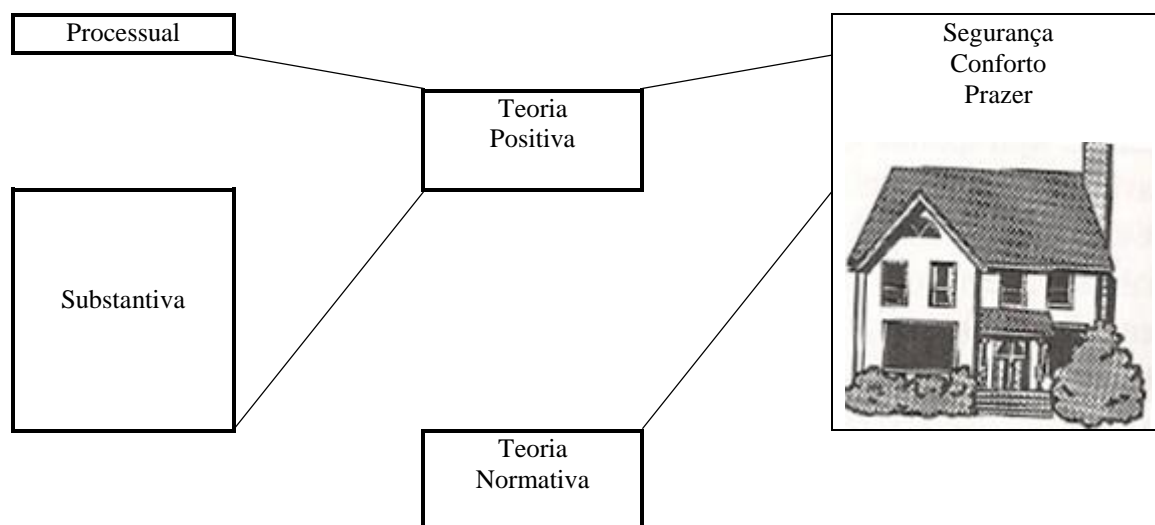 Processual
Substantiva
Teoria
Positiva
Teoria
Normativa
Segurança
Conforto
Prazer